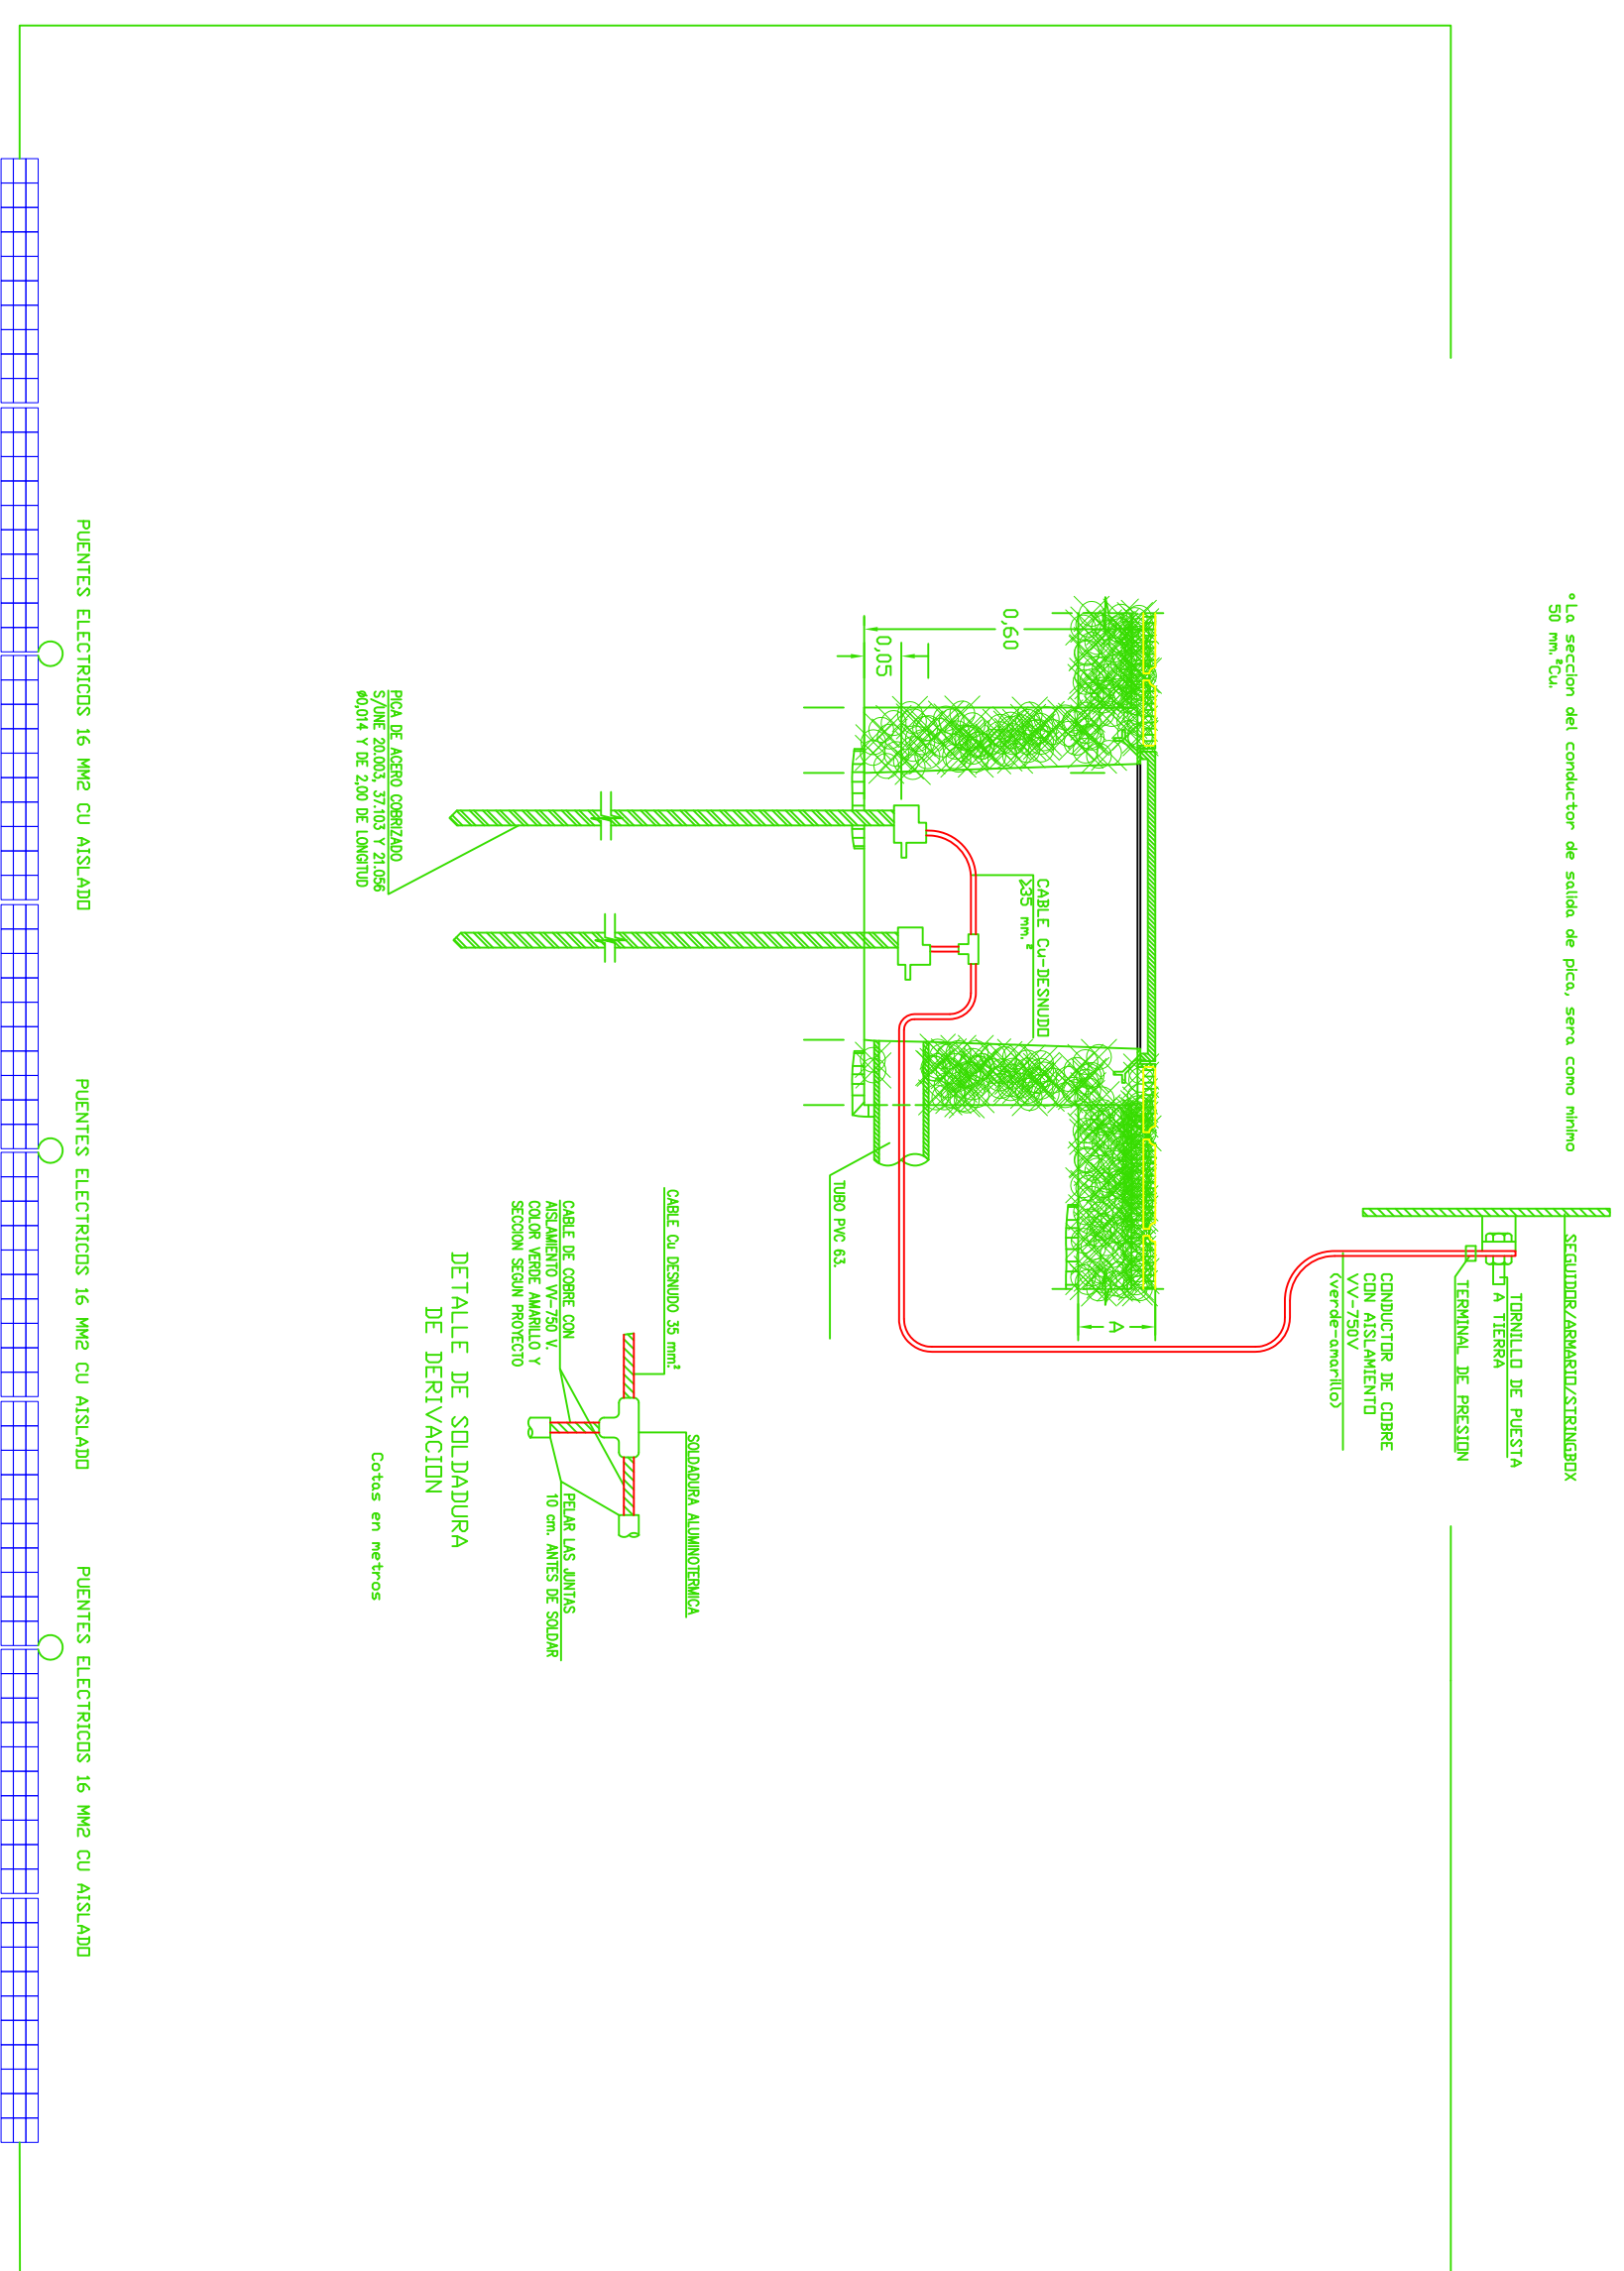 ° La seccion del conductor de salida de pica, sera como minimo
50 mm.²Cu.
SEGUIDOR/ARMARIO/STRINGBOX
TORNILLO DE PUESTA
A TIERRA
TERMINAL DE PRESION
CONDUCTOR DE COBRE
CON AISLAMIENTO
VV-750V
(verde-amarillo)
A
0,60
0,05
CABLE Cu-DESNUDO
≥35 mm.²
TUBO PVC 63.
PICA DE ACERO COBRIZADO
S/UNE 20.003, 37.103 Y 21.056
ø0,014 Y DE 2,00 DE LONGITUD
SOLDADURA ALUMINOTERMICA
CABLE Cu DESNUDO 35 mm.²
CABLE DE COBRE CON
AISLAMIENTO VV-750 V.
COLOR VERDE AMARILLO Y
SECCION SEGUN PROYECTO
PELAR LAS JUNTAS
10 cm. ANTES DE SOLDAR
DETALLE DE SOLDADURA
DE DERIVACION
Cotas en metros
PUENTES ELECTRICOS 16 MM2 CU AISLADO
PUENTES ELECTRICOS 16 MM2 CU AISLADO
PUENTES ELECTRICOS 16 MM2 CU AISLADO